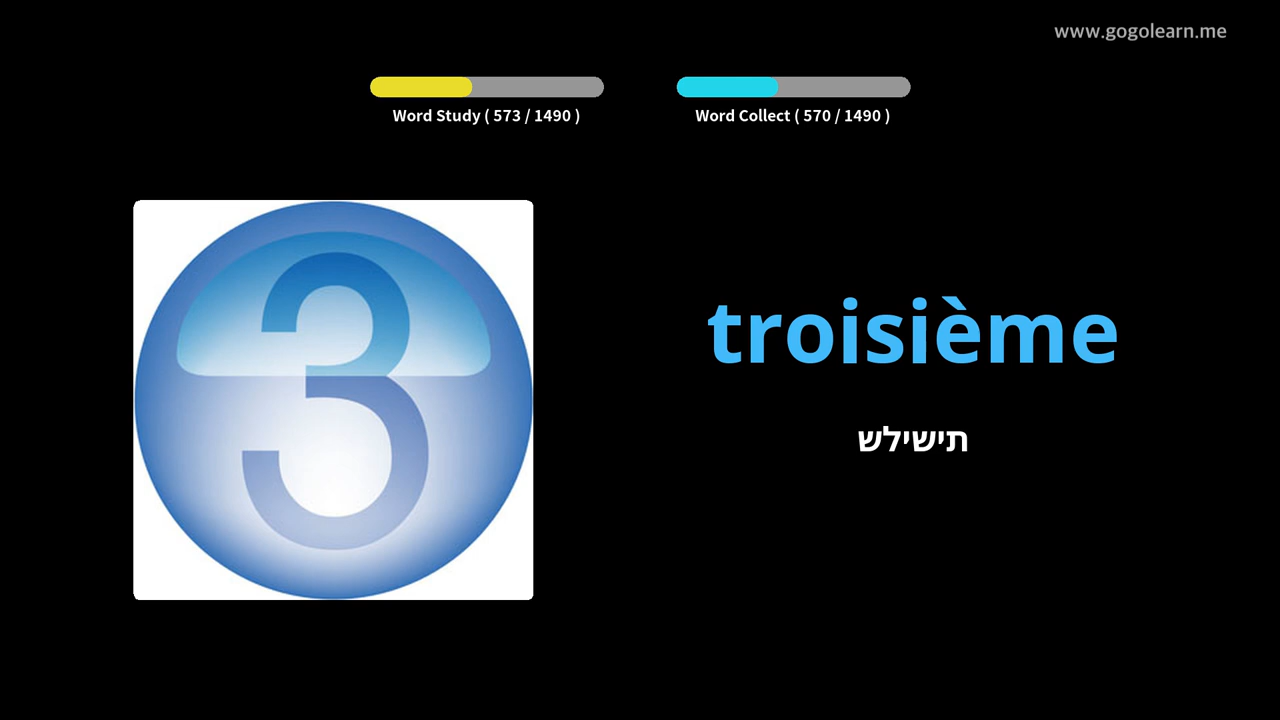 www.gogolearn.me
Word Study ( 573 / 1490 )
Word Collect ( 570 / 1490 )
3
troisième
תישילש